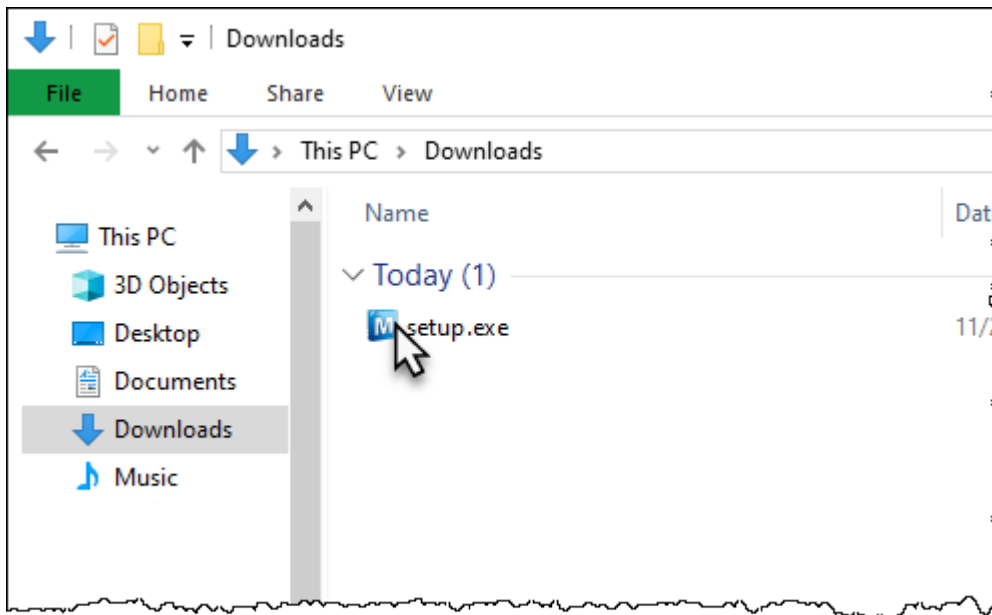 Downloads
File Home Share View
This PC > Downloads
This PC
3D Objects
Desktop
Documents
Downloads
Music
Name
Today (1)
M setup.exe